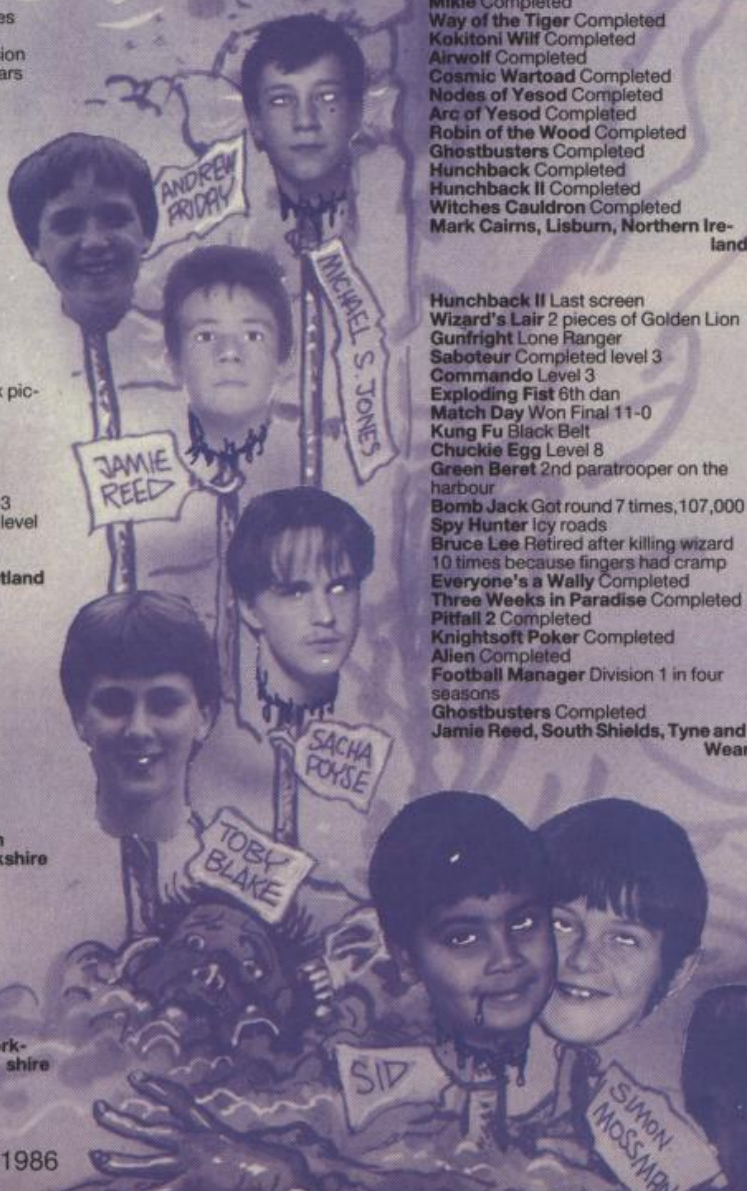 es
sion
ars
x pic-
3
level
tland
n
kshire
rk-
shire
1986
ANDREW
PRIDAY
MICHAEL S. JONES
JAMIE
REED
SACHA
POYSE
TOBY
BLAKE
SID
SIMON
MOSSMAN
Mikie Completed
Way of the Tiger Completed
Kokitoni Wilf Completed
Airwolf Completed
Cosmic Wartoad Completed
Nodes of Yesod Completed
Arc of Yesod Completed
Robin of the Wood Completed
Ghostbusters Completed
Hunchback Completed
Hunchback II Completed
Witches Cauldron Completed
Mark Cairns, Lisburn, Northern Ire-
land
Hunchback II Last screen
Wizard's Lair 2 pieces of Golden Lion
Gunfright Lone Ranger
Saboteur Completed level 3
Commando Level 3
Exploding Fist 6th dan
Match Day Won Final 11-0
Kung Fu Black Belt
Chuckie Egg Level 8
Green Beret 2nd paratrooper on the
harbour
Bomb Jack Got round 7 times, 107,000
Spy Hunter Icy roads
Bruce Lee Retired after killing wizard
10 times because fingers had cramp
Everyone's a Wally Completed
Three Weeks in Paradise Completed
Pitfall 2 Completed
Knightsoft Poker Completed
Alien Completed
Football Manager Division 1 in four
seasons
Ghostbusters Completed
Jamie Reed, South Shields, Tyne and
Wear